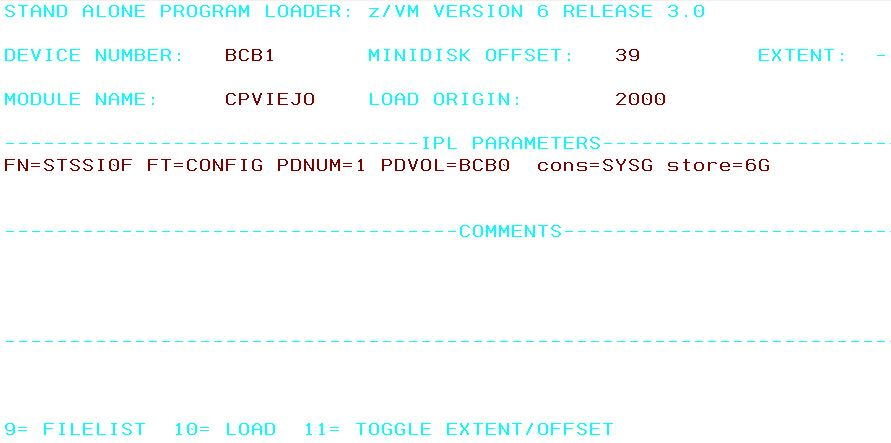 STAND ALONE PROGRAM LOADER: z/VM VERSION 6 RELEASE 3.0
DEVICE NUMBER: BCB1 MINIDISK OFFSET: 39 EXTENT: -
MODULE NAME: CPVIEJO LOAD ORIGIN: 2000
--------------------------------IPL PARAMETERS----------------------
FN=STSSI0F FT=CONFIG PDNUM=1 PDVOL=BCB0 cons=SYSG store=6G
-----------------------------------COMMENTS-------------------------
--------------------------------------------------------------------
9= FILELIST 10= LOAD 11= TOGGLE EXTENT/OFFSET